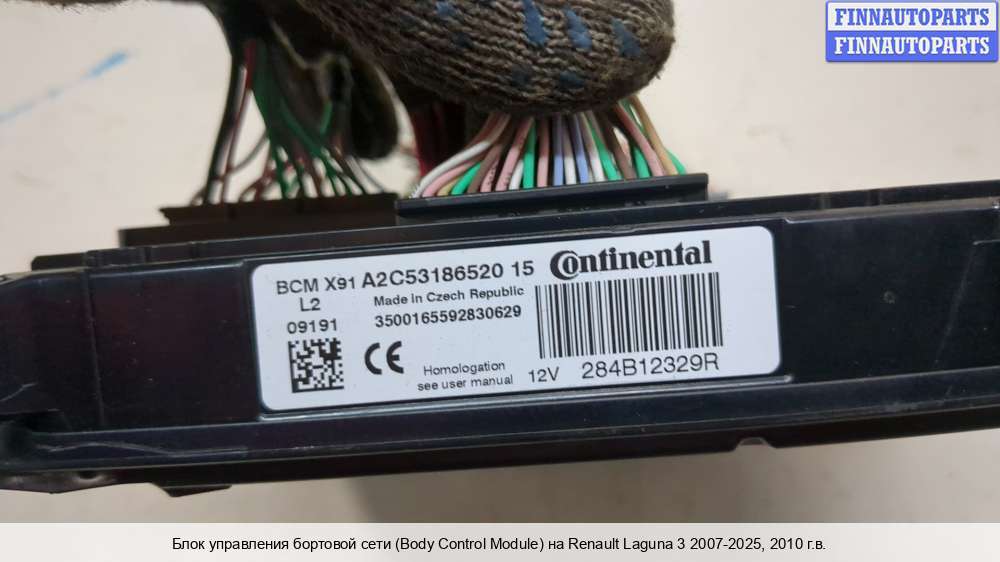 FINNAUTOPARTS
FINNAUTOPARTS
BCM X91 A2C53186520 15 Continental
L2 Made in Czech Republic
09191 3500165592830629
CE Homologation
see user manual 12V 284B12329R
Блок управления бортовой сети (Body Control Module) на Renault Laguna 3 2007-2025, 2010 г.в.